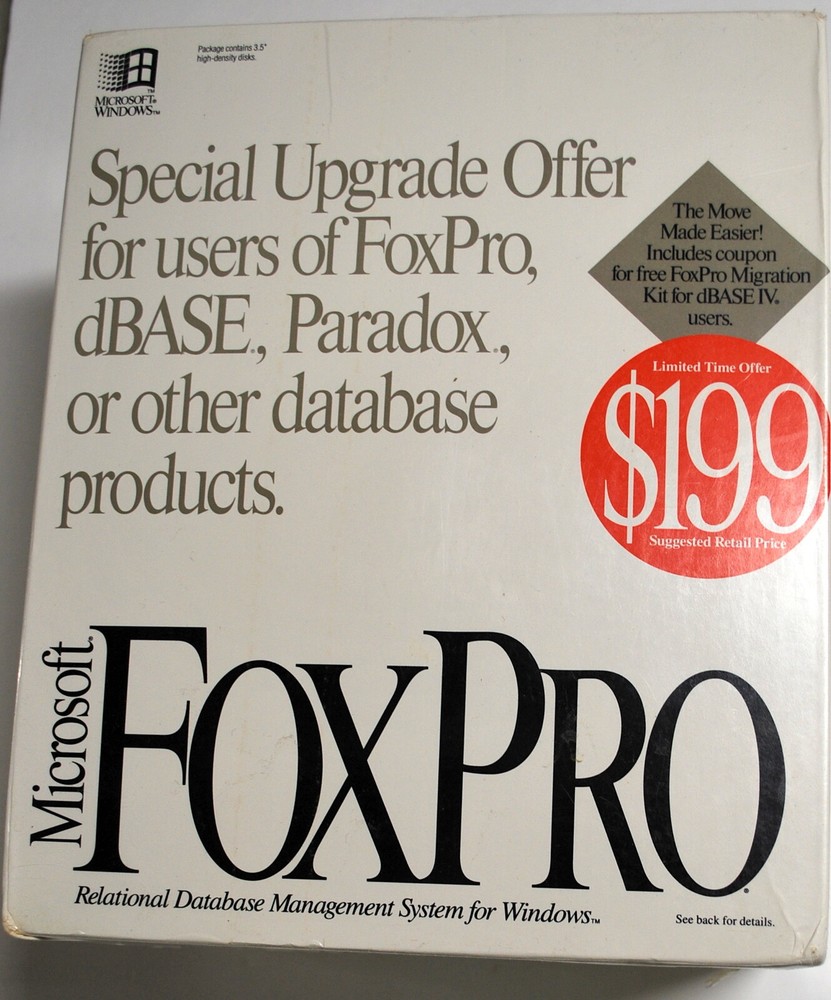 Package contains 3.5"
high-density disks.
MICROSOFT®
WINDOWS™
Special Upgrade Offer
for users of FoxPro,
dBASE®, Paradox®,
or other database
products.
The Move
Made Easier!
Includes coupon
for free FoxPro Migration
Kit for dBASE IV®
users.
Limited Time Offer
$199
Suggested Retail Price
Microsoft®
FOXPRO®
Relational Database Management System for Windows™
See back for details.